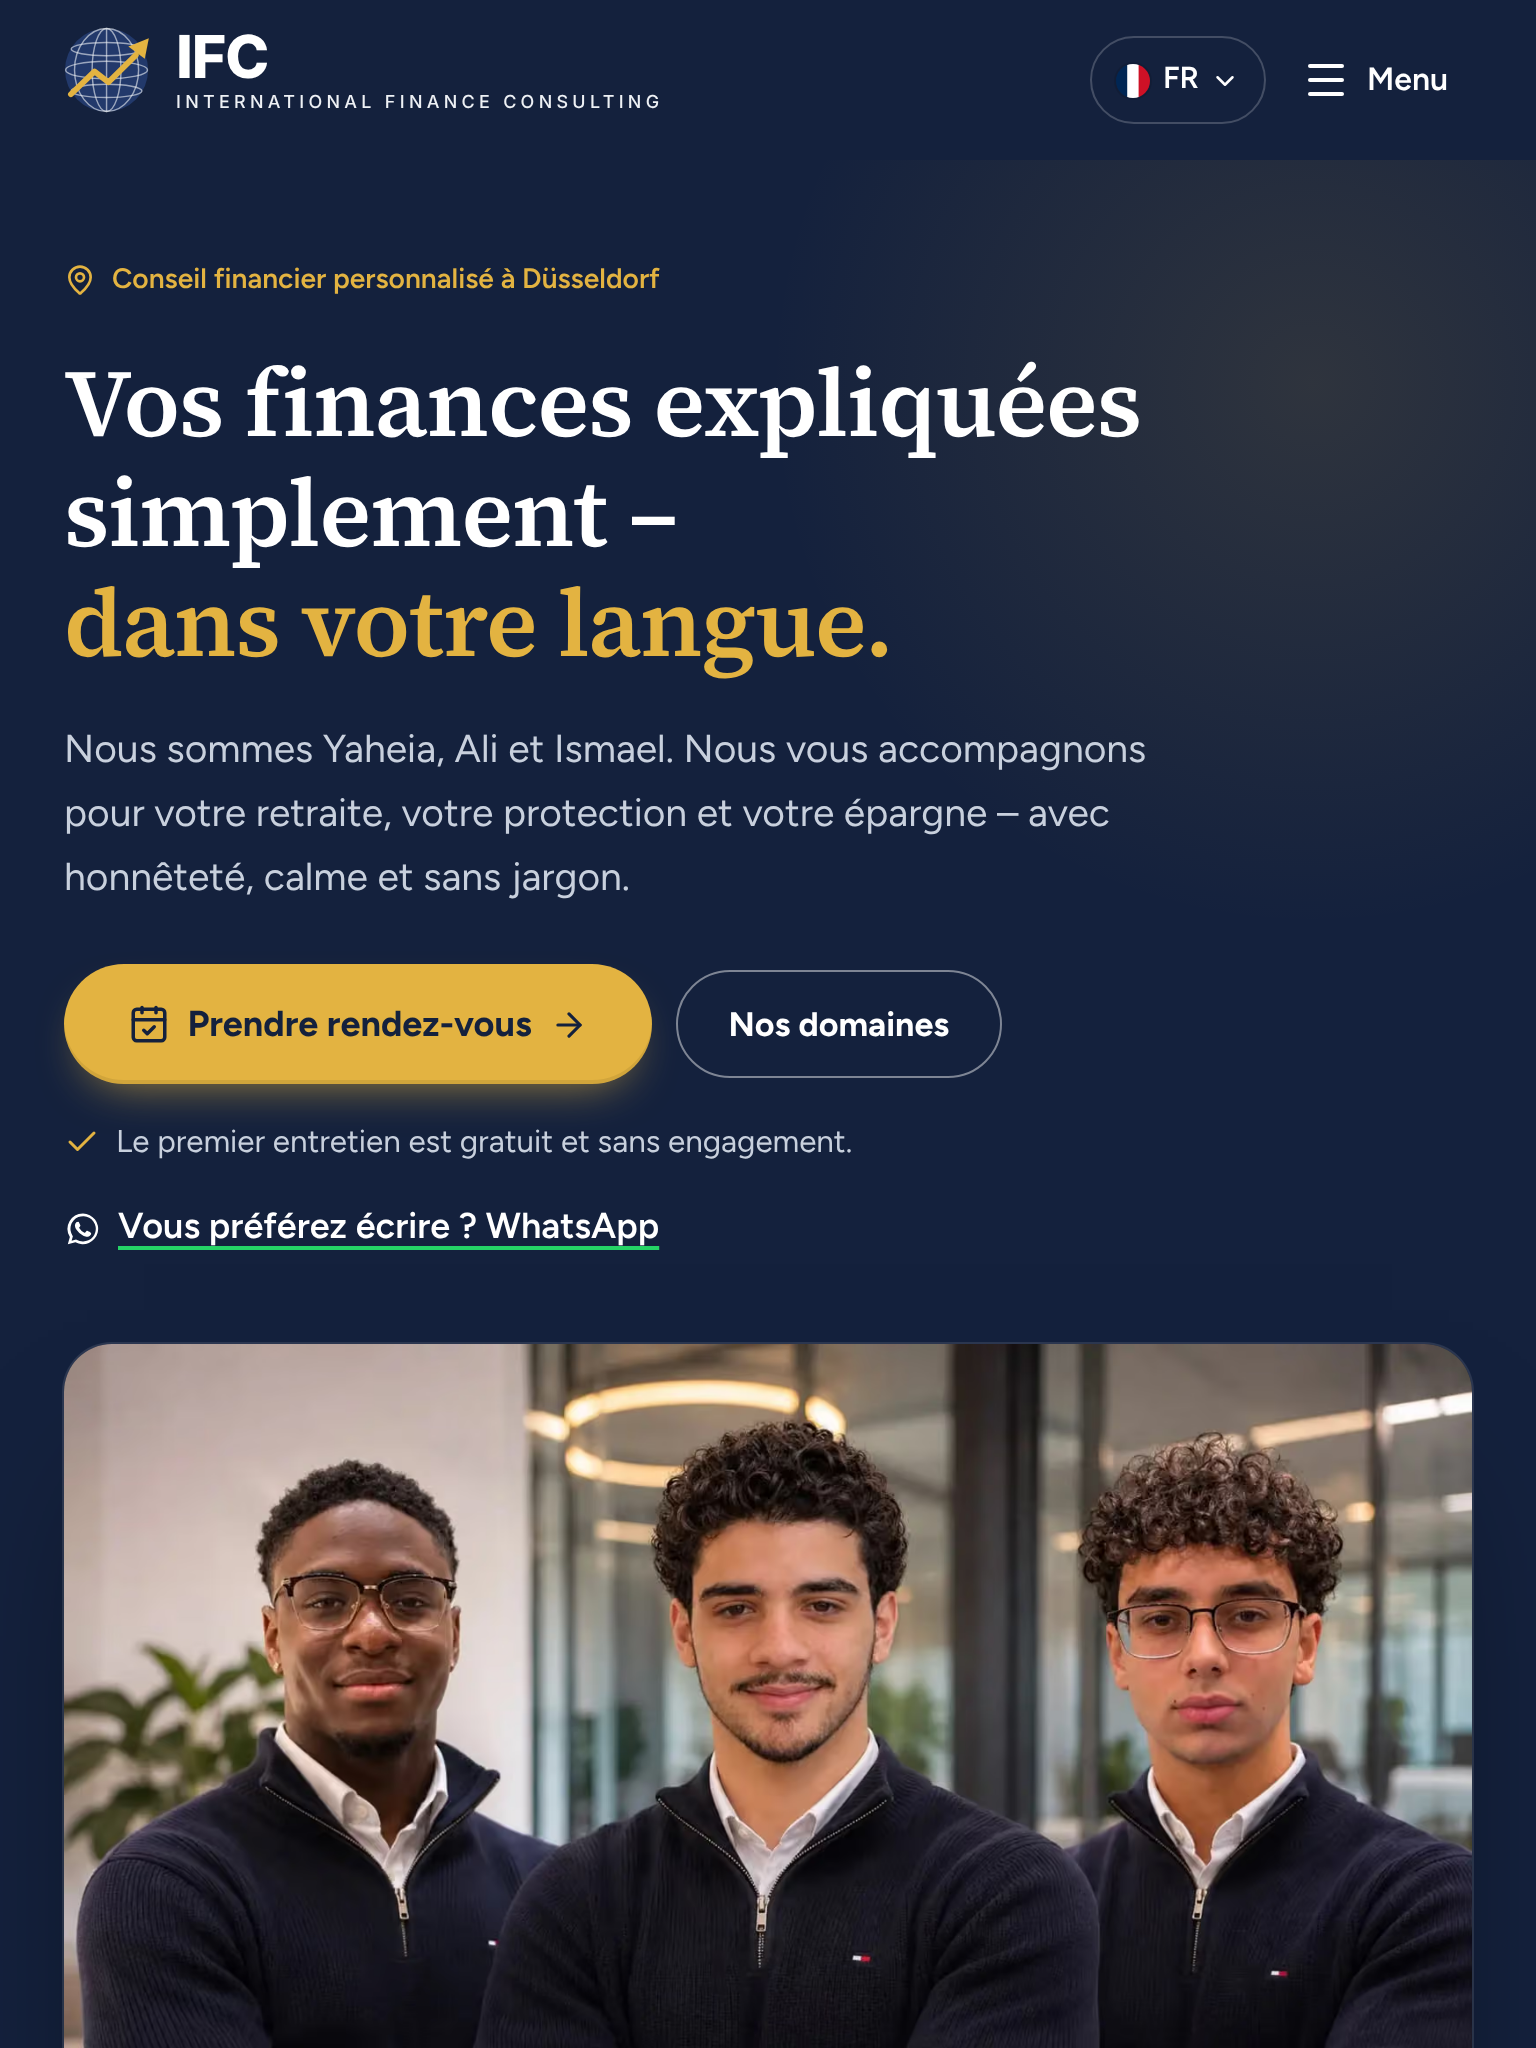 IFC
INTERNATIONAL FINANCE CONSULTING
FR
Menu
Conseil financier personnalisé à Düsseldorf
Vos finances expliquées
simplement –
dans votre langue.
Nous sommes Yaheia, Ali et Ismael. Nous vous accompagnons
pour votre retraite, votre protection et votre épargne – avec
honnêteté, calme et sans jargon.
Prendre rendez-vous
Nos domaines
Le premier entretien est gratuit et sans engagement.
Vous préférez écrire ? WhatsApp